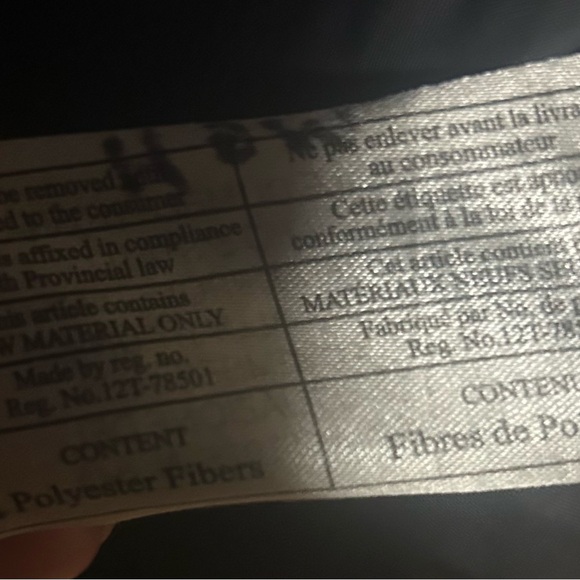 be removed
d to the consumer
affixed in compliance
h Provincial law
is article contains
W MATERIAL ONLY
Made by reg. no.
Reg. No.12T-78501
CONTENT
Polyester Fibers
Ne pas enlever avant la livra
au consommateur
Cette étiquette est appo
conformément à la loi de la
Cet article contient
MATÉRIAUX NEUFS SE
Fabriqué par No. de
Reg. No.12T-78
CONTEN
Fibres de Po